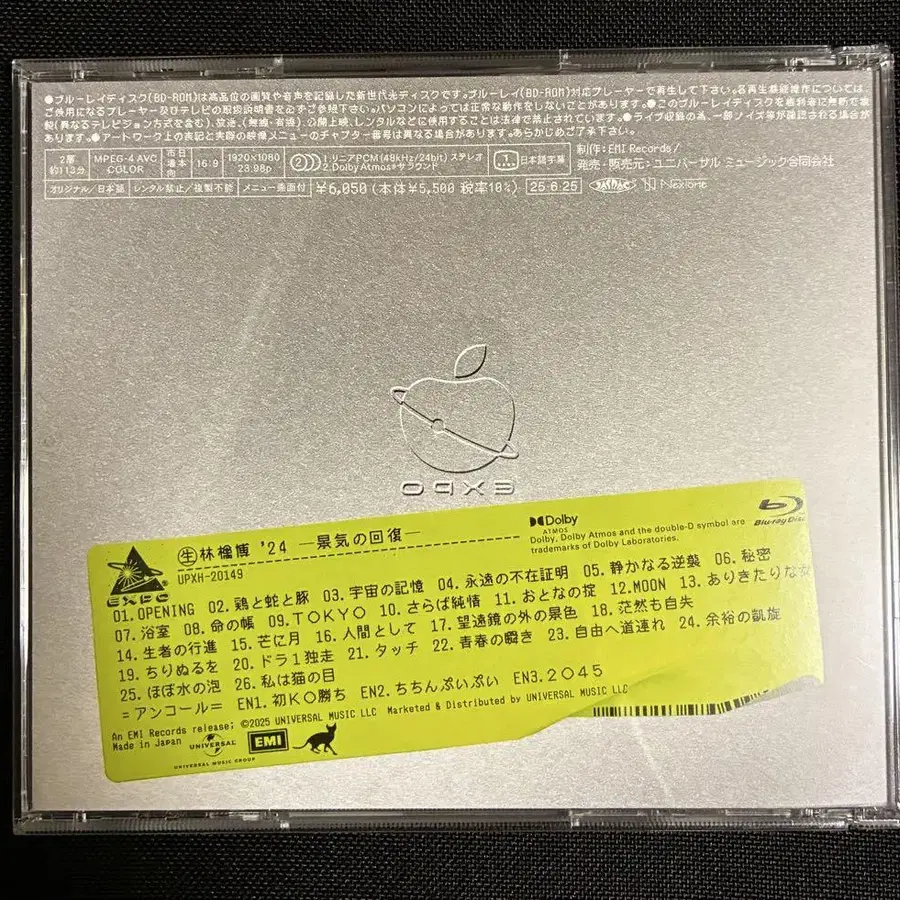 ●ブルーレイディスク(BD-ROM)は高品位の画質や音声を記録した新世代光ディスクです。ブルーレイ(BD-ROM)対応プレーヤーで再生して下さい。各再生機能操作については
ご使用になるプレーヤー及びテレビの取扱説明書を必ずご参照下さい。パソコンによっては正常な動作をしないことがあります。●このブルーレイディスクを権利者に無断で複
製(異なるテレビジョン方式を含む)、放送、(無線・有線)、公開上映、レンタルなどに使用することは法律で禁止されています。●ライブ収録の為、一部ノイズ等が確認される場合が
あります。●アートワーク上の表記と実際の映像メニューのチャプター番号は異なる場合があります。あらかじめご了承下さい。
2層 約113分 MPEG-4 AVC COLOR 市日場本向 16:9 1920×1080 23.98p 2 1. リニアPCM(48kHz/24bit) ステレオ 2. Dolby Atmos®サラウンド 日本語字幕
制作:EMI Records/
発売・販売元:ユニバーサル ミュージック合同会社
オリジナル/日本語 レンタル禁止/複製不能 メニュー画面付 ¥6,050 (本体¥5,500 税率10%) 25・6・25 JASRAC Nextone
EXPO
Dolby
ATMOS
Dolby, Dolby Atmos and the double-D symbol are
trademarks of Dolby Laboratories.
Blu-ray Disc
EXPO
生林檎博 '24 ―景気の回復―
UPXH-20149
01.OPENING 02.鶏と蛇と豚 03.宇宙の記憶 04.永遠の不在証明 05.静かなる逆襲 06.秘密
07.浴室 08.命の帳 09.TOKYO 10.さらば純情 11.おとなの掟 12.MOON 13.ありきたりな女
14.生者の行進 15.芒に月 16.人間として 17.望遠鏡の外の景色 18.茫然も自失
19.ちりぬるを 20.ドラ1独走 21.タッチ 22.青春の瞬き 23.自由へ道連れ 24.余裕の凱旋
25.ほぼ水の泡 26.私は猫の目
=アンコール= EN1.初KO勝ち EN2.ちちんぷいぷい EN3.2045
An EMI Records release; ©2025 UNIVERSAL MUSIC LLC Marketed & Distributed by UNIVERSAL MUSIC LLC
Made in Japan
UNIVERSAL
UNIVERSAL MUSIC GROUP
EMI